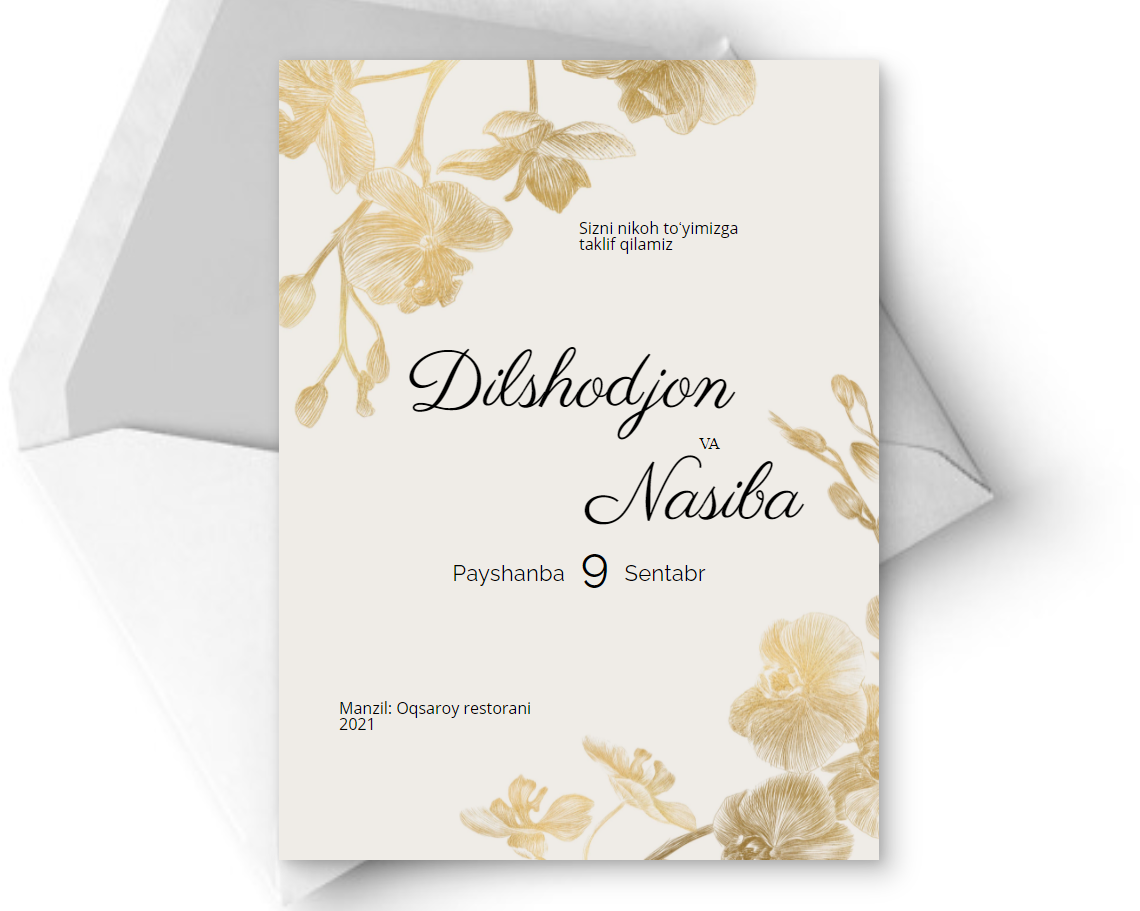 Sizni nikoh to‘yimizga
taklif qilamiz
Dilshodjon
VA
Nasiba
Payshanba 9 Sentabr
Manzil: Oqsaroy restorani
2021